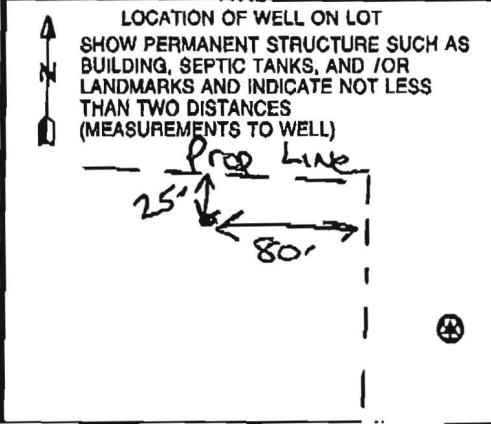 LOCATION OF WELL ON LOT
SHOW PERMANENT STRUCTURE SUCH AS
BUILDING, SEPTIC TANKS, AND /OR
LANDMARKS AND INDICATE NOT LESS
THAN TWO DISTANCES
(MEASUREMENTS TO WELL)
N
Prop Line
25'
80'